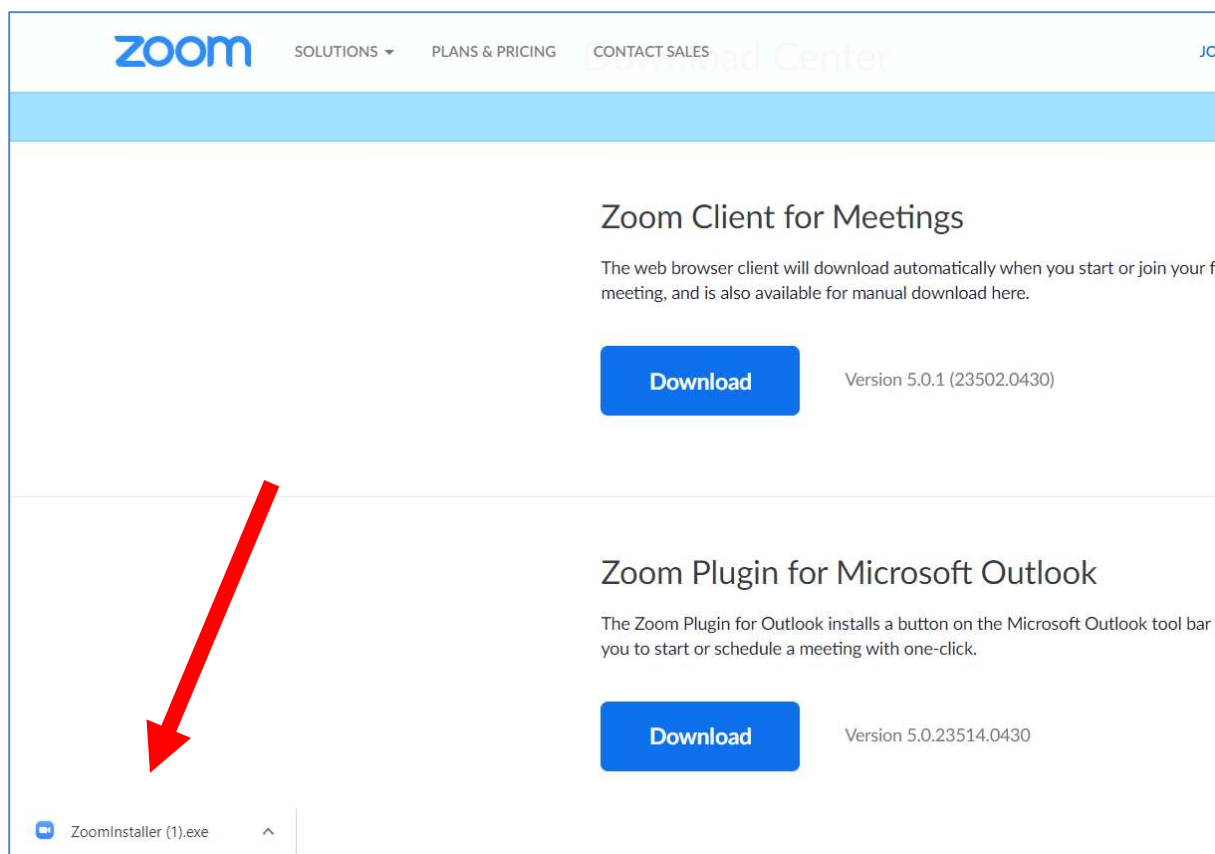 zoom SOLUTIONS PLANS & PRICING CONTACT SALES JO
Download Center
Zoom Client for Meetings
The web browser client will download automatically when you start or join your f
meeting, and is also available for manual download here.
Download Version 5.0.1 (23502.0430)
Zoom Plugin for Microsoft Outlook
The Zoom Plugin for Outlook installs a button on the Microsoft Outlook tool bar
you to start or schedule a meeting with one-click.
Download Version 5.0.23514.0430
ZoomInstaller (1).exe